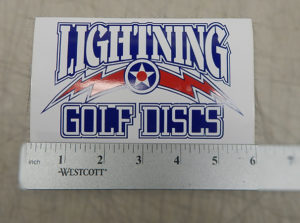 LIGHTNING
GOLF DISCS
inch 1 2 3 4 5 6
WESTCOTT